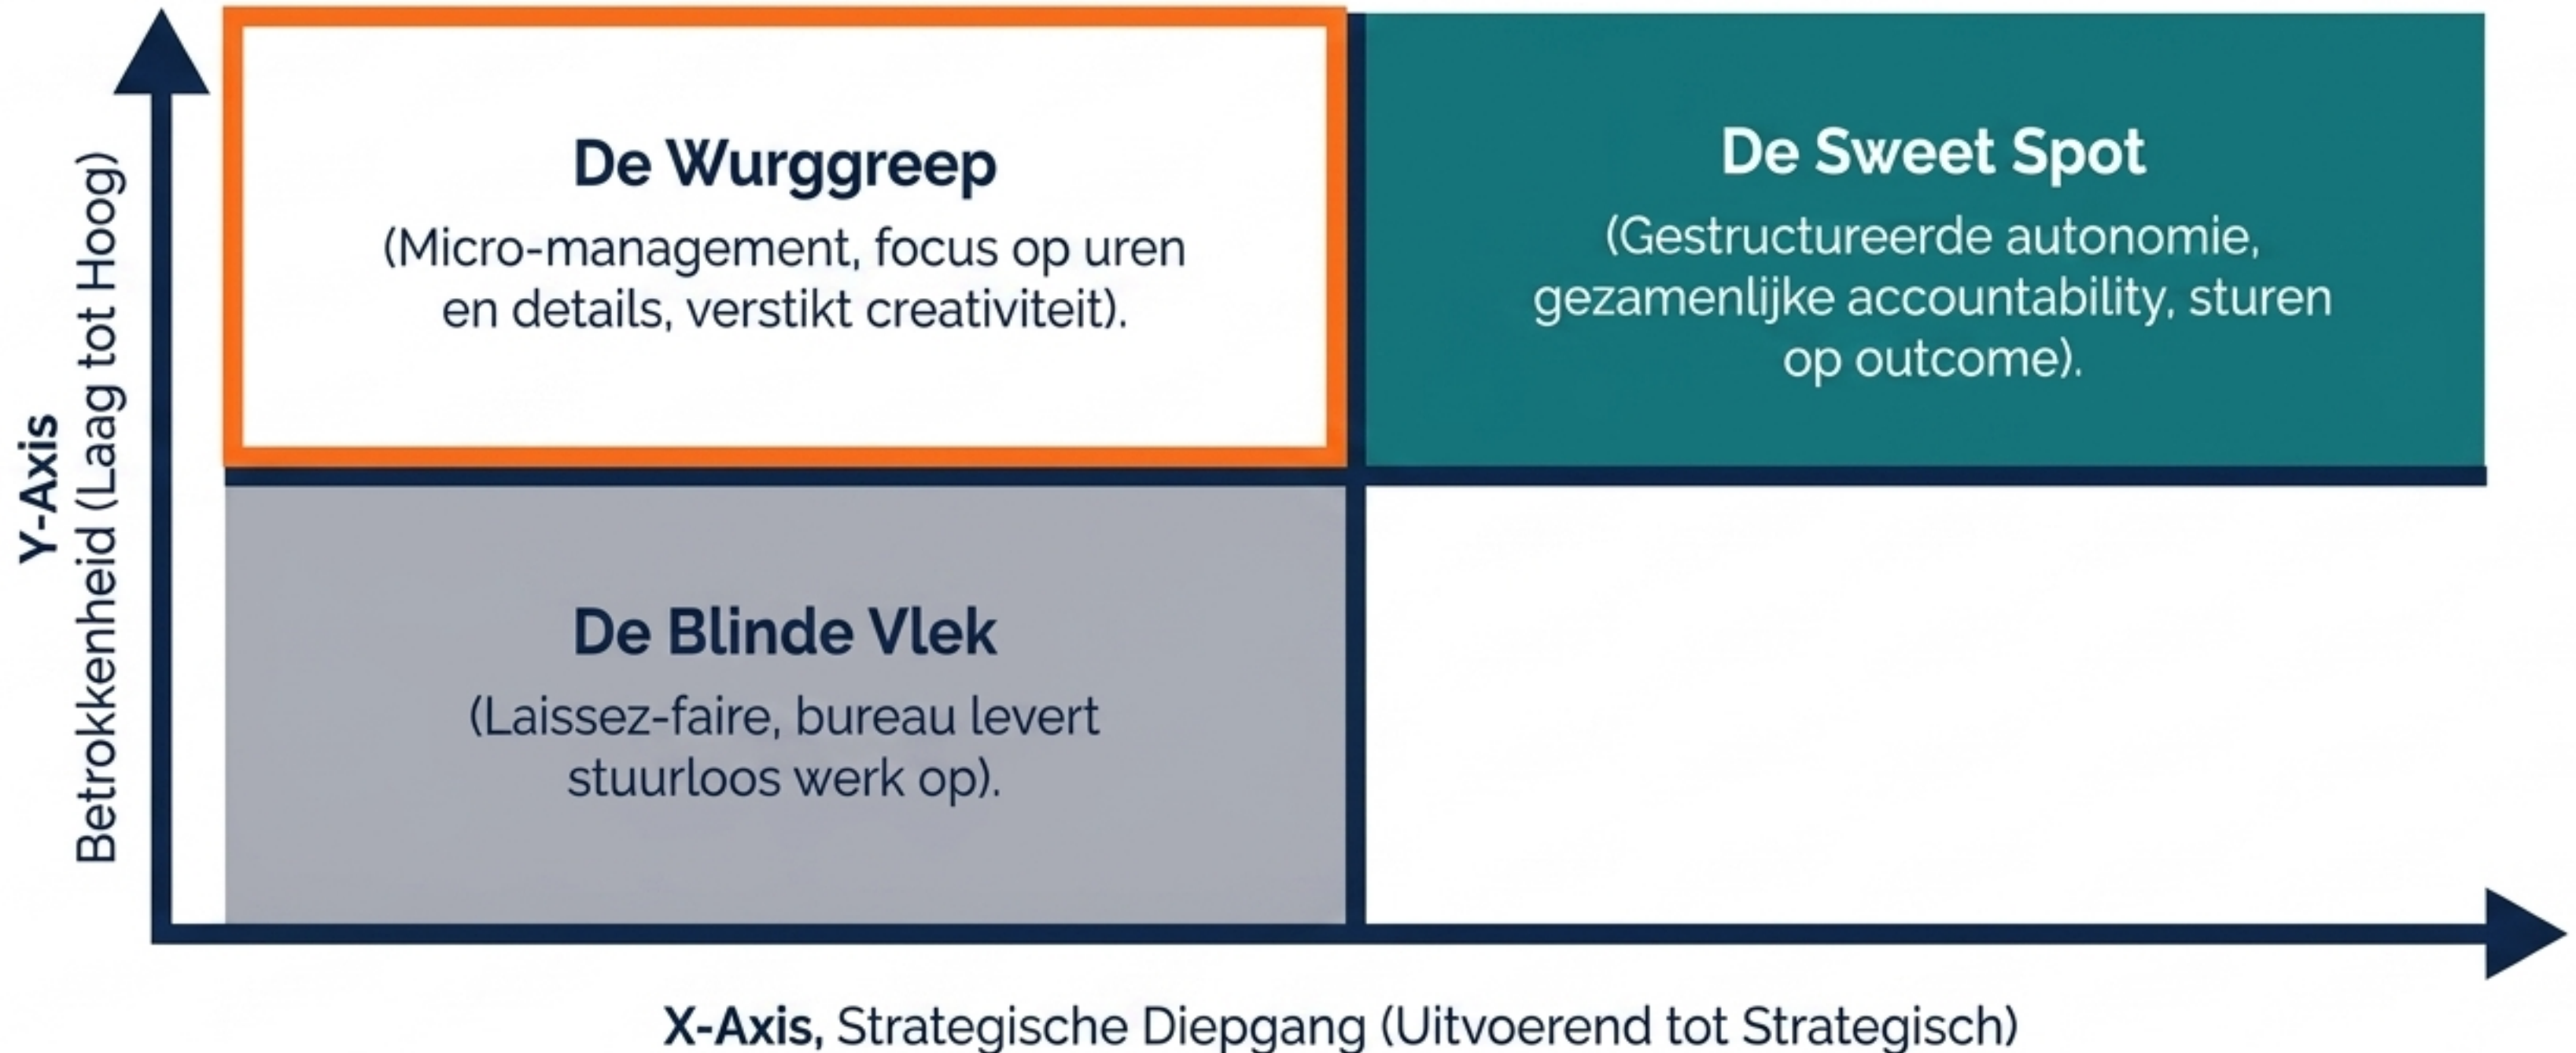 De Wurggreep
(Micro-management, focus op uren
en details, verstikt creativiteit).
De Sweet Spot
(Gestructureerde autonomie,
gezamenlijke accountability, sturen
op outcome).
De Blinde Vlek
(Laissez-faire, bureau levert
stuurloos werk op).
Y-Axis
Betrokkenheid (Laag tot Hoog)
X-Axis, Strategische Diepgang (Uitvoerend tot Strategisch)